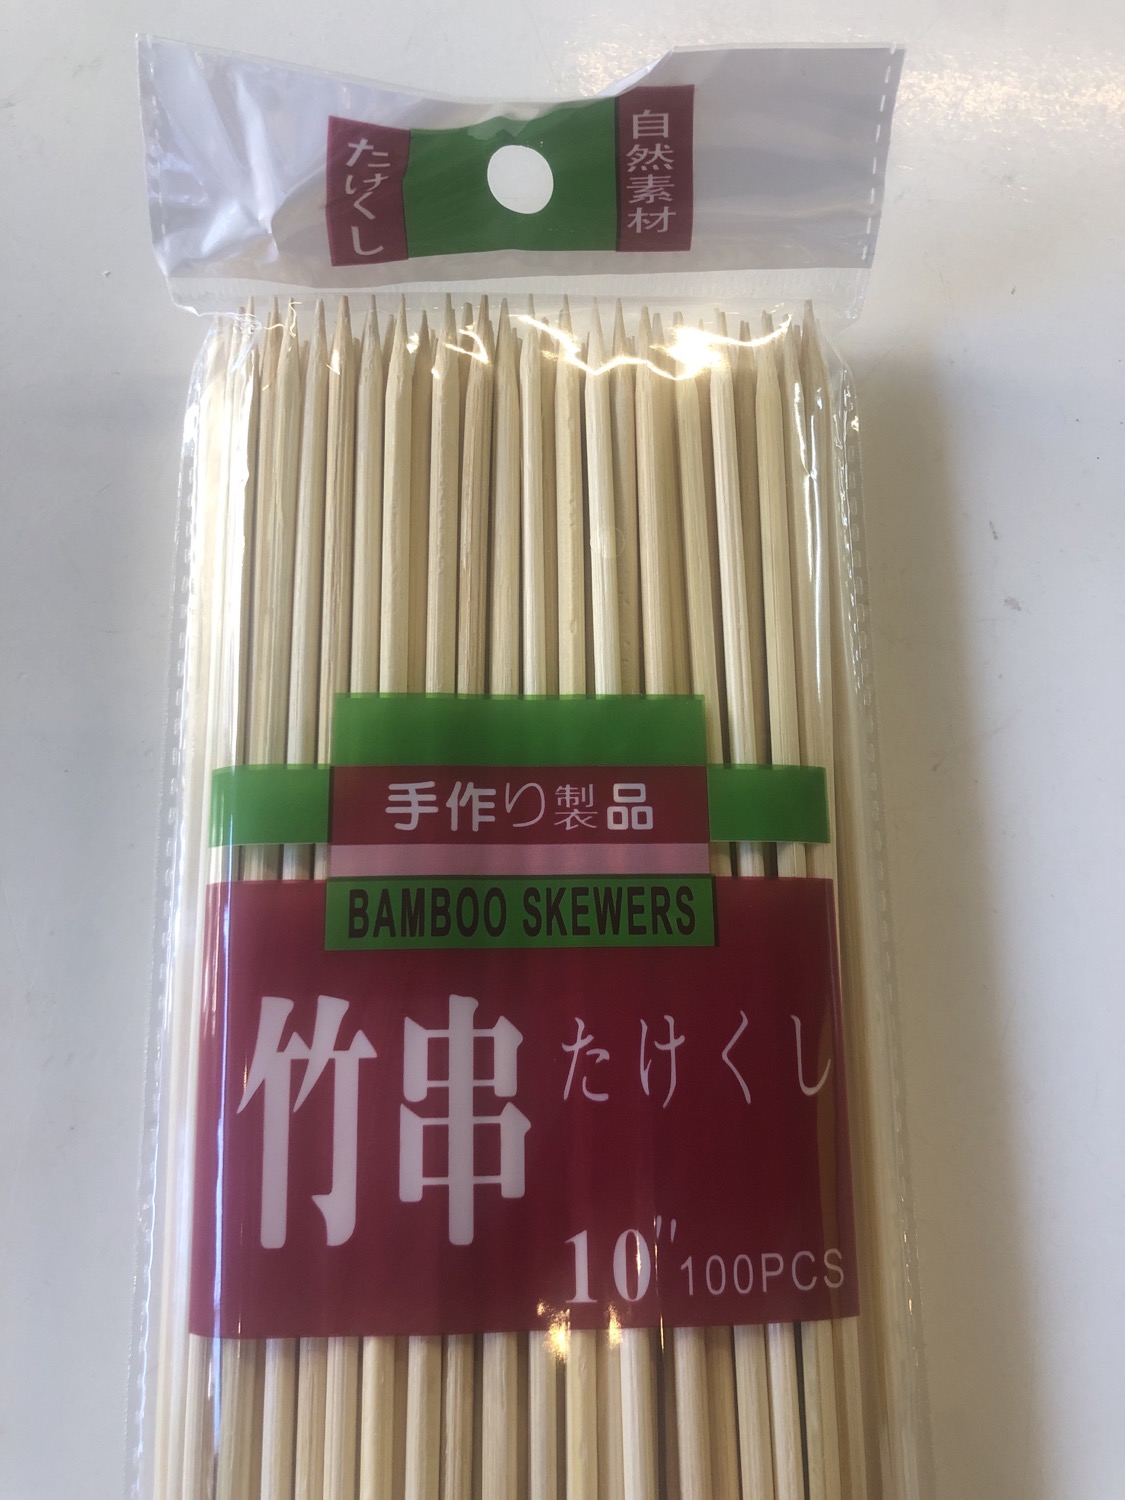 たけくし
自然素材
手作り製品
BAMBOO SKEWERS
竹串 たけくし
10" 100PCS